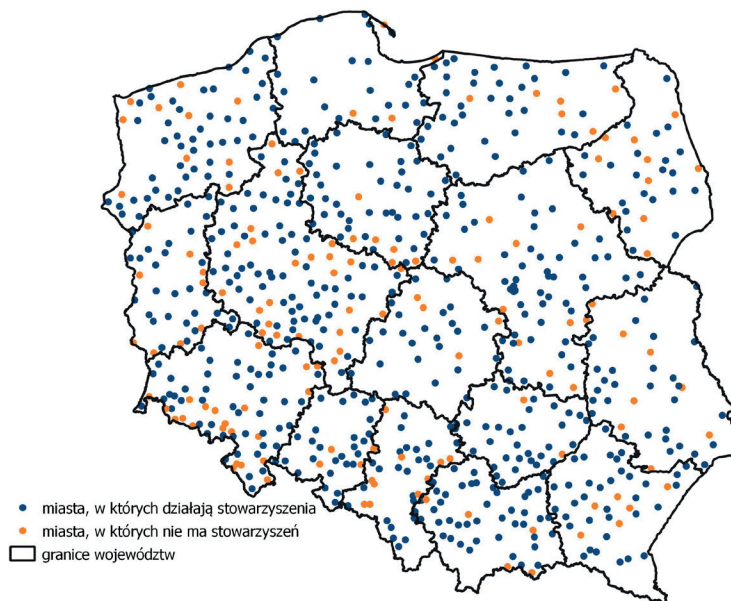 miasta, w których działają stowarzyszenia
miasta, w których nie ma stowarzyszeń
granice województw